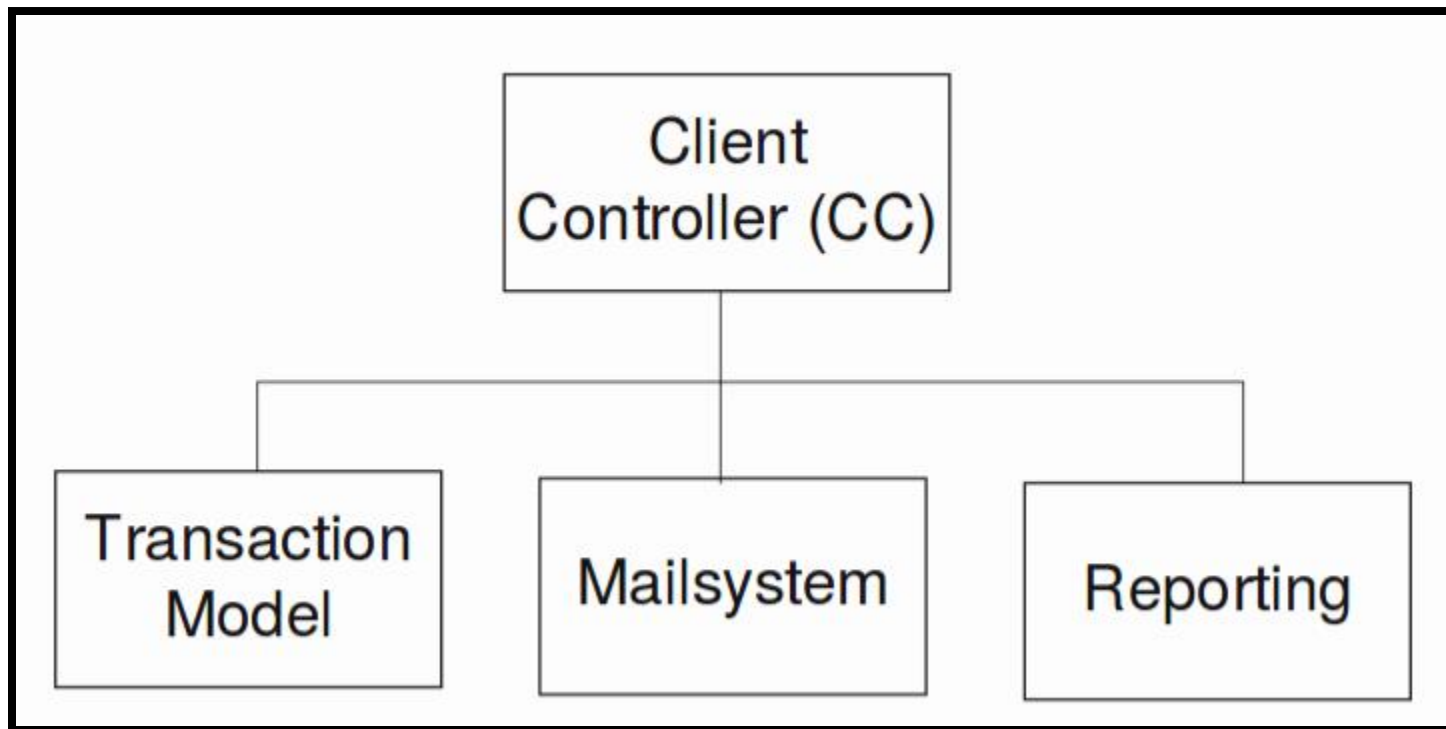 Client
Controller (CC)
Transaction
Model
Mailsystem
Reporting